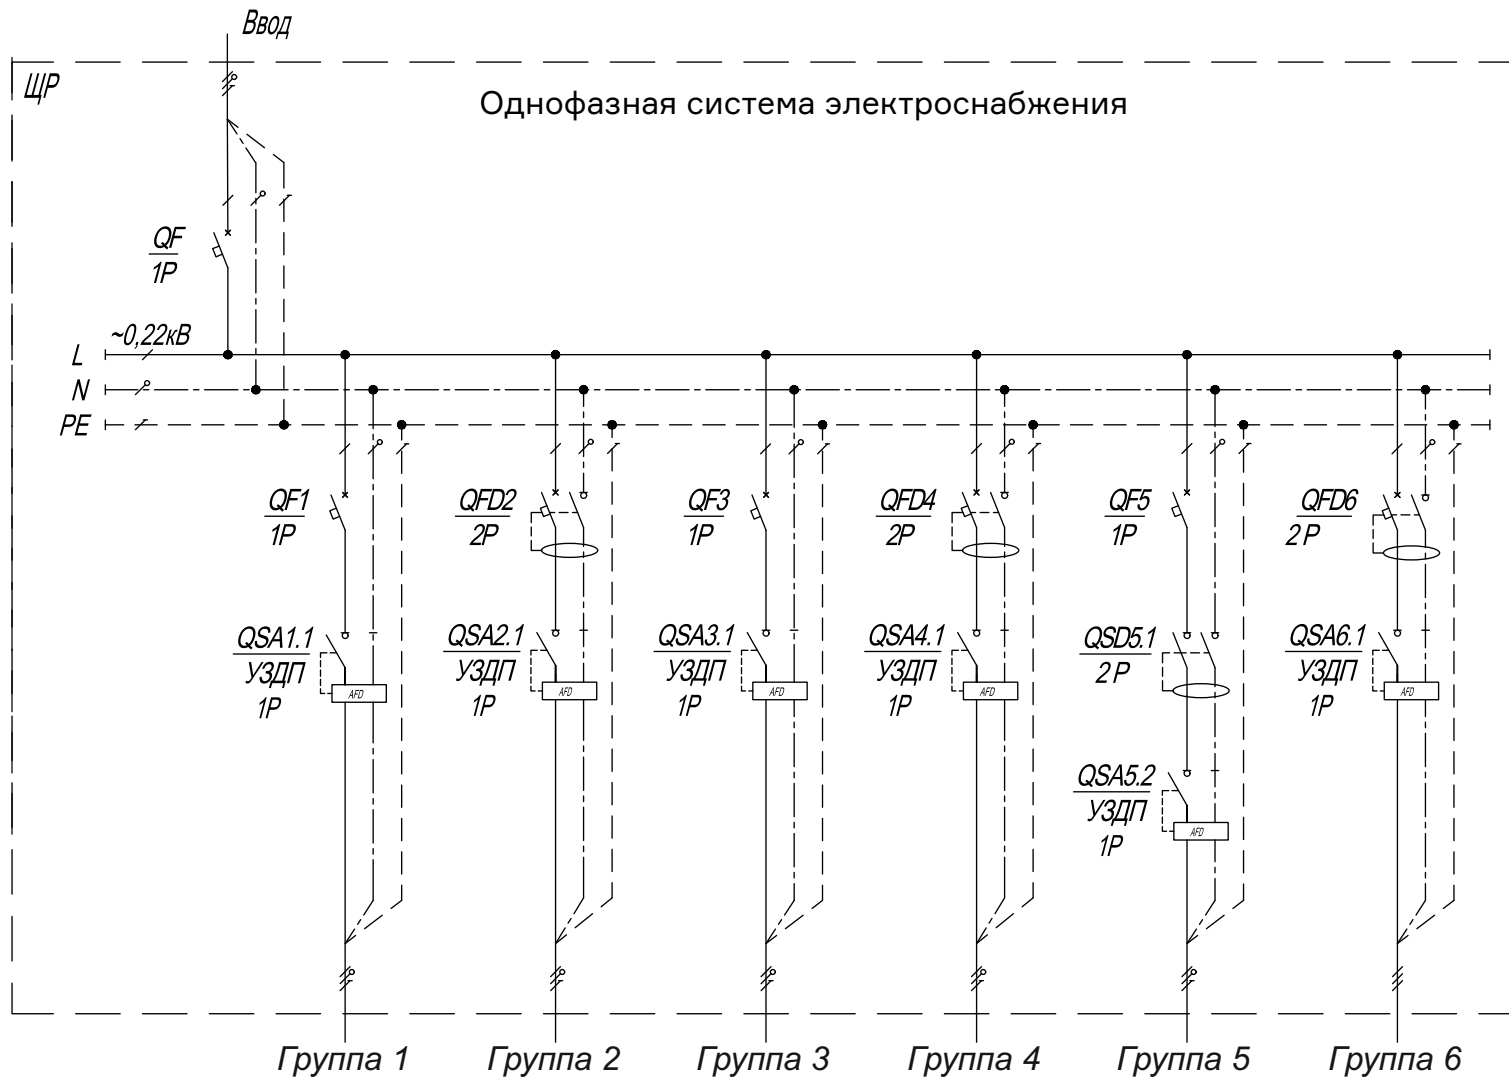 Ввод
ЩР
Однофазная система электроснабжения
QF
1P
~0,22кВ
L
N
PE
QF1
1P
QFD2
2P
QF3
1P
QFD4
2P
QF5
1P
QFD6
2 P
QSA1.1
УЗДП
1P
AFD
QSA2.1
УЗДП
1P
AFD
QSA3.1
УЗДП
1P
AFD
QSA4.1
УЗДП
1P
AFD
QSD5.1
2 P
QSA6.1
УЗДП
1P
AFD
QSA5.2
УЗДП
1P
AFD
Группа 1
Группа 2
Группа 3
Группа 4
Группа 5
Группа 6